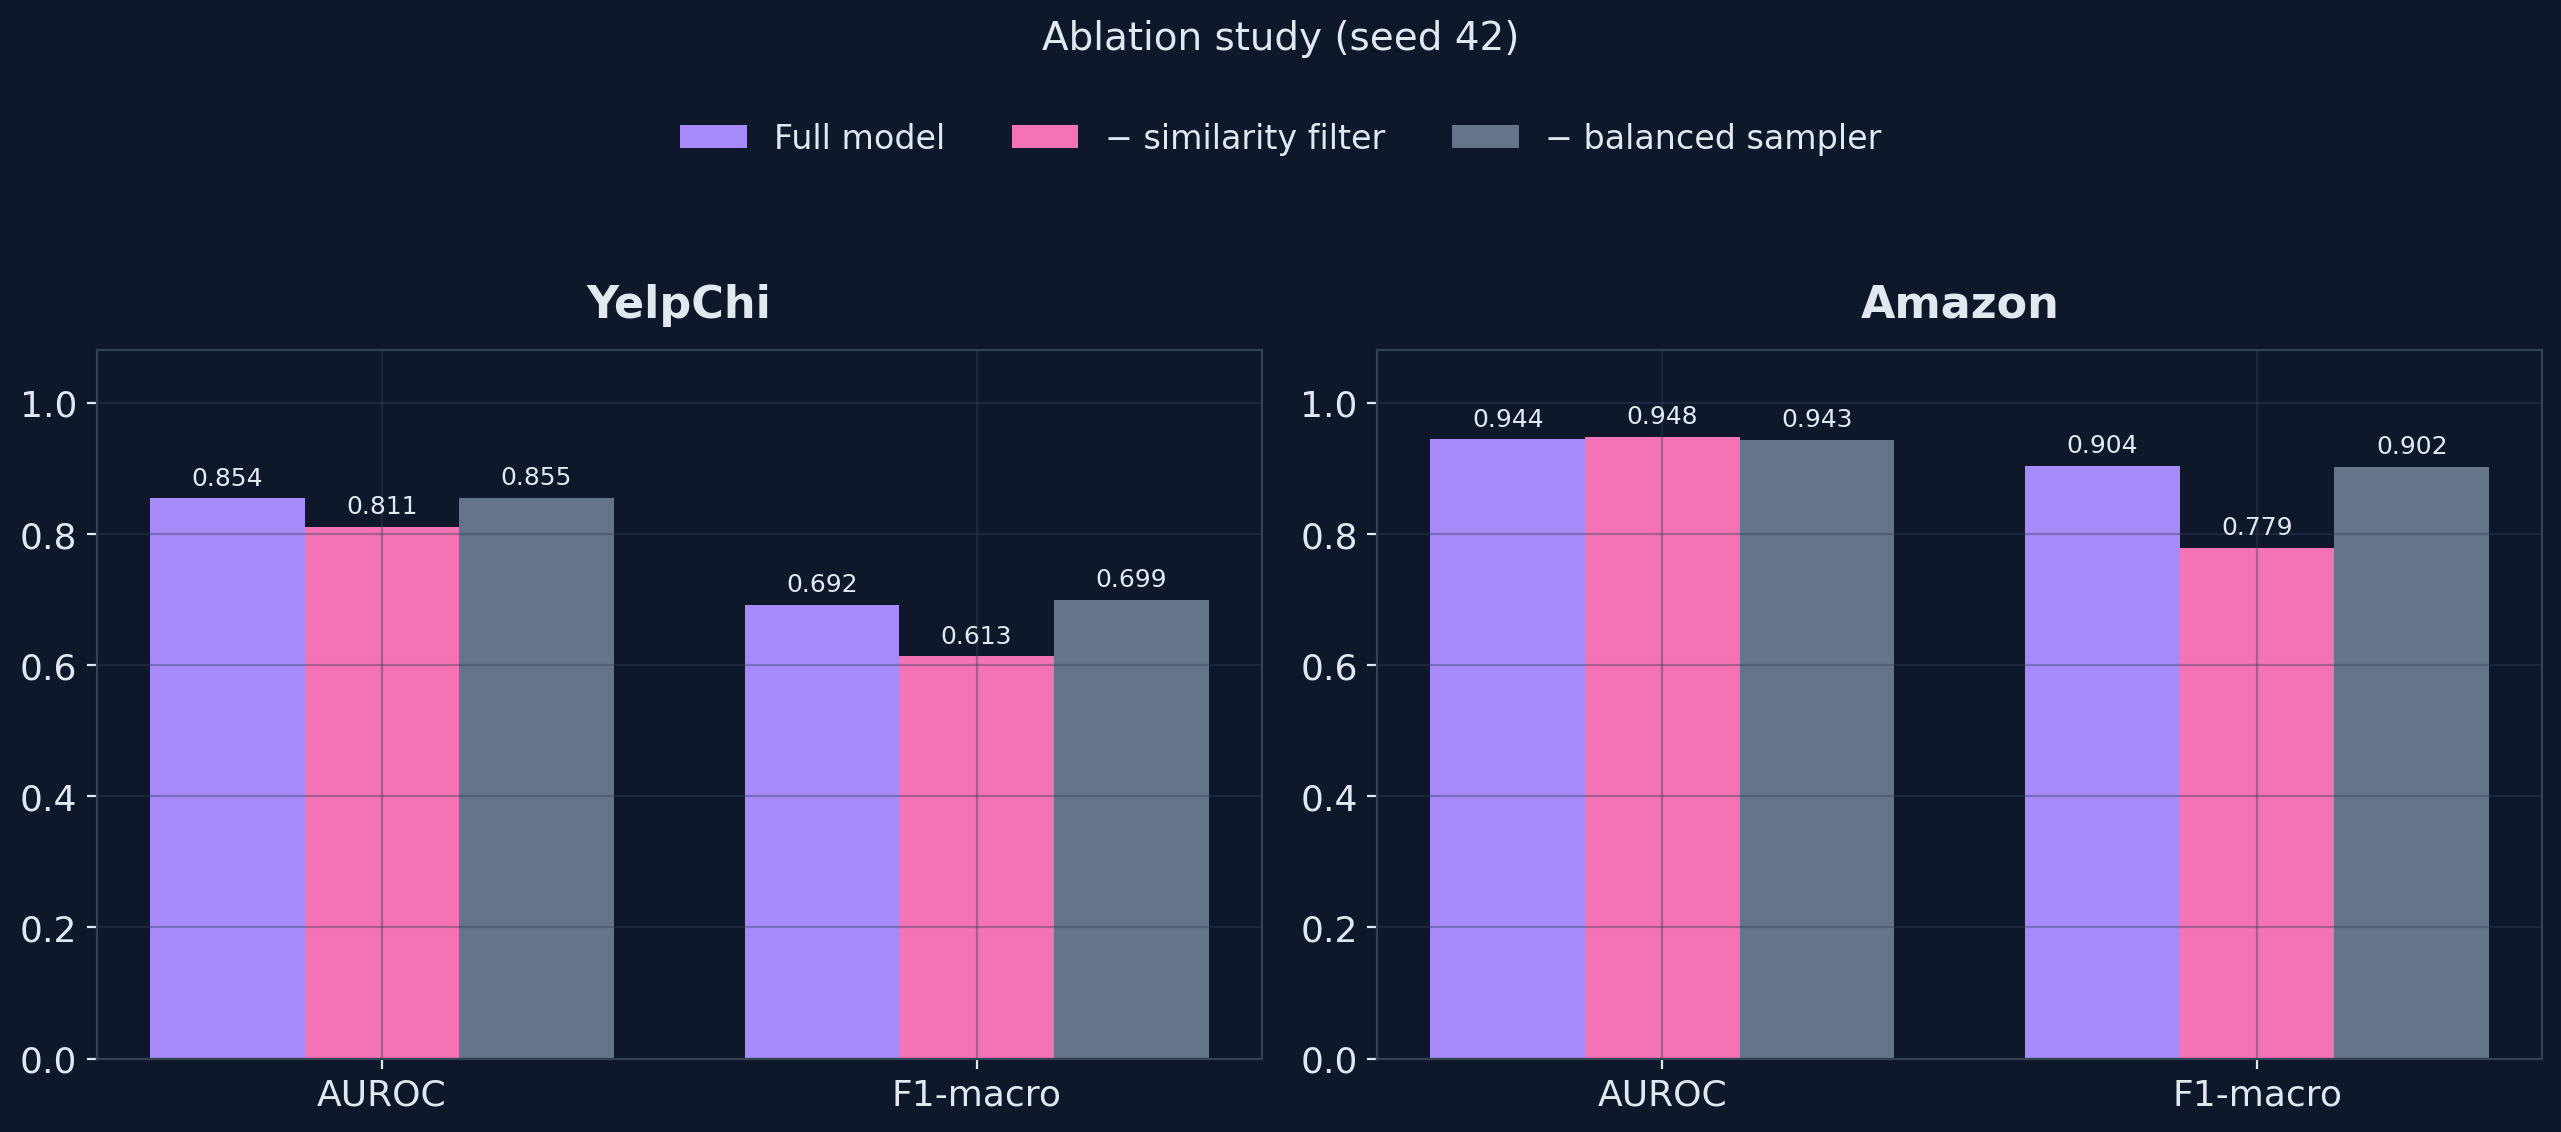 Ablation study (seed 42)
Full model
− similarity filter
− balanced sampler
YelpChi
1.0
0.8
0.6
0.4
0.2
0.0
0.854
0.811
0.855
0.692
0.613
0.699
AUROC
F1-macro
Amazon
1.0
0.8
0.6
0.4
0.2
0.0
0.944
0.948
0.943
0.904
0.779
0.902
AUROC
F1-macro